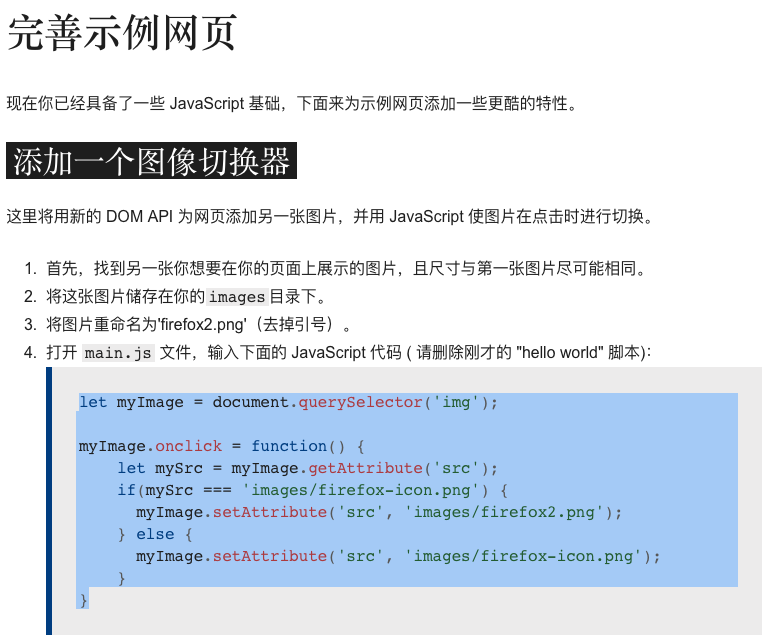 完善示例网页
现在你已经具备了一些 JavaScript 基础，下面来为示例网页添加一些更酷的特性。
添加一个图像切换器
这里将用新的 DOM API 为网页添加另一张图片，并用 JavaScript 使图片在点击时进行切换。
1. 首先，找到另一张你想要在你的页面上展示的图片，且尺寸与第一张图片尽可能相同。
2. 将这张图片储存在你的images目录下。
3. 将图片重命名为'firefox2.png'（去掉引号）。
4. 打开 main.js 文件，输入下面的 JavaScript 代码 ( 请删除刚才的 "hello world" 脚本)：
let myImage = document.querySelector('img');
myImage.onclick = function() {
    let mySrc = myImage.getAttribute('src');
    if(mySrc === 'images/firefox-icon.png') {
      myImage.setAttribute('src', 'images/firefox2.png');
    } else {
      myImage.setAttribute('src', 'images/firefox-icon.png');
    }
}